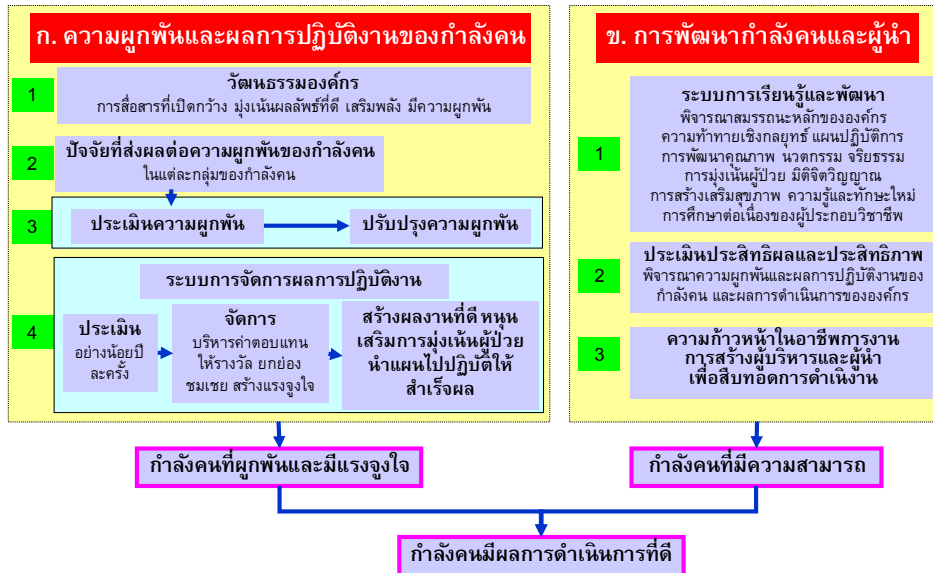 ก. ความผูกพันและผลการปฏิบัติงานของกำลังคน
1
วัฒนธรรมองค์กร
การสื่อสารที่เปิดกว้าง มุ่งเน้นผลลัพธ์ที่ดี เสริมพลัง มีความผูกพัน
2
ปัจจัยที่ส่งผลต่อความผูกพันของกำลังคน
ในแต่ละกลุ่มของกำลังคน
3
ประเมินความผูกพัน
ปรับปรุงความผูกพัน
4
ระบบการจัดการผลการปฏิบัติงาน
ประเมิน
อย่างน้อยปี
ละครั้ง
จัดการ
บริหารค่าตอบแทน
ให้รางวัล ยกย่อง
ชมเชย สร้างแรงจูงใจ
สร้างผลงานที่ดี หนุน
เสริมการมุ่งเน้นผู้ป่วย
นำแผนไปปฏิบัติให้
สำเร็จผล
ข. การพัฒนากำลังคนและผู้นำ
1
ระบบการเรียนรู้และพัฒนา
พิจารณาสมรรถนะหลักขององค์กร
ความท้าทายเชิงกลยุทธ์ แผนปฏิบัติการ
การพัฒนาคุณภาพ นวตกรรม จริยธรรม
การมุ่งเน้นผู้ป่วย มิติจิตวิญญาณ
การสร้างเสริมสุขภาพ ความรู้และทักษะใหม่
การศึกษาต่อเนื่องของผู้ประกอบวิชาชีพ
2
ประเมินประสิทธิผลและประสิทธิภาพ
พิจารณาความผูกพันและผลการปฏิบัติงานของ
กำลังคน และผลการดำเนินการขององค์กร
3
ความก้าวหน้าในอาชีพการงาน
การสร้างผู้บริหารและผู้นำ
เพื่อสืบทอดการดำเนิงาน
กำลังคนที่ผูกพันและมีแรงจูงใจ
กำลังคนที่มีความสามารถ
กำลังคนมีผลการดำเนินการที่ดี